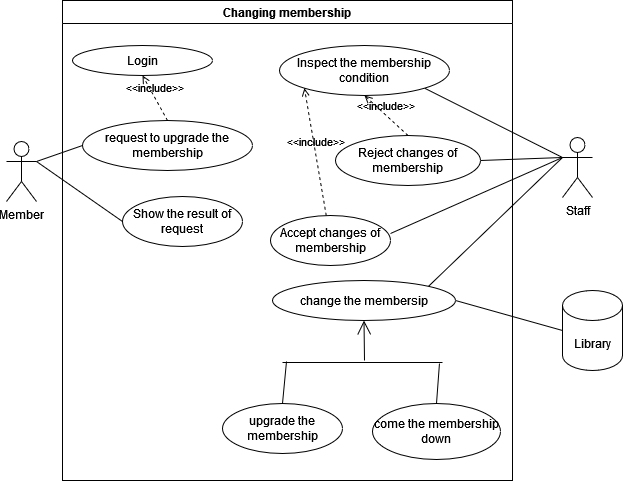 Changing membership
Login
Inspect the membership
condition
<<include>>
<<include>>
request to upgrade the
membership
<<include>>
Reject changes of
membership
Member
Staff
Show the result of
request
Accept changes of
membership
change the membersip
Library
upgrade the
membership
come the membership
down